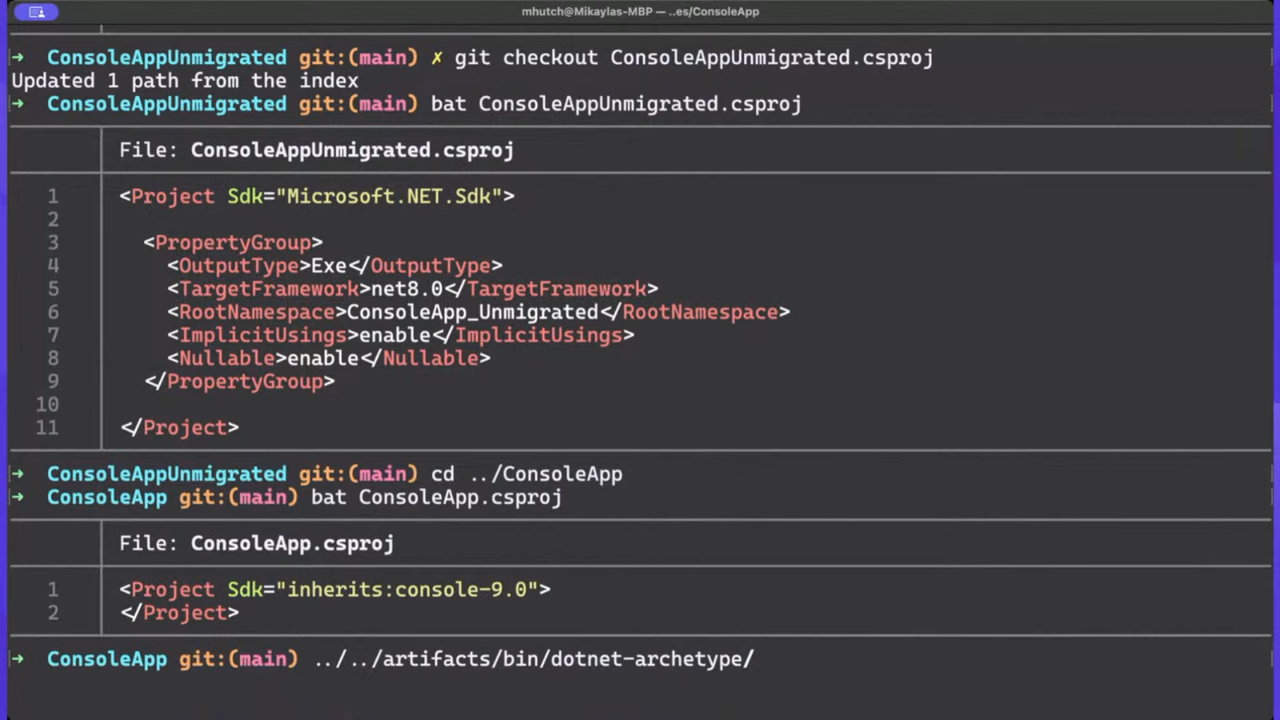 mhutch@Mikaylas-MBP — ..es/ConsoleApp
→ ConsoleAppUnmigrated git:(main) ✗ git checkout ConsoleAppUnmigrated.csproj
Updated 1 path from the index
→ ConsoleAppUnmigrated git:(main) bat ConsoleAppUnmigrated.csproj
File: ConsoleAppUnmigrated.csproj
1 <Project Sdk="Microsoft.NET.Sdk">
2
3 <PropertyGroup>
4 <OutputType>Exe</OutputType>
5 <TargetFramework>net8.0</TargetFramework>
6 <RootNamespace>ConsoleApp_Unmigrated</RootNamespace>
7 <ImplicitUsings>enable</ImplicitUsings>
8 <Nullable>enable</Nullable>
9 </PropertyGroup>
10
11 </Project>
→ ConsoleAppUnmigrated git:(main) cd ../ConsoleApp
→ ConsoleApp git:(main) bat ConsoleApp.csproj
File: ConsoleApp.csproj
1 <Project Sdk="inherits:console-9.0">
2 </Project>
→ ConsoleApp git:(main) ../../artifacts/bin/dotnet-archetype/